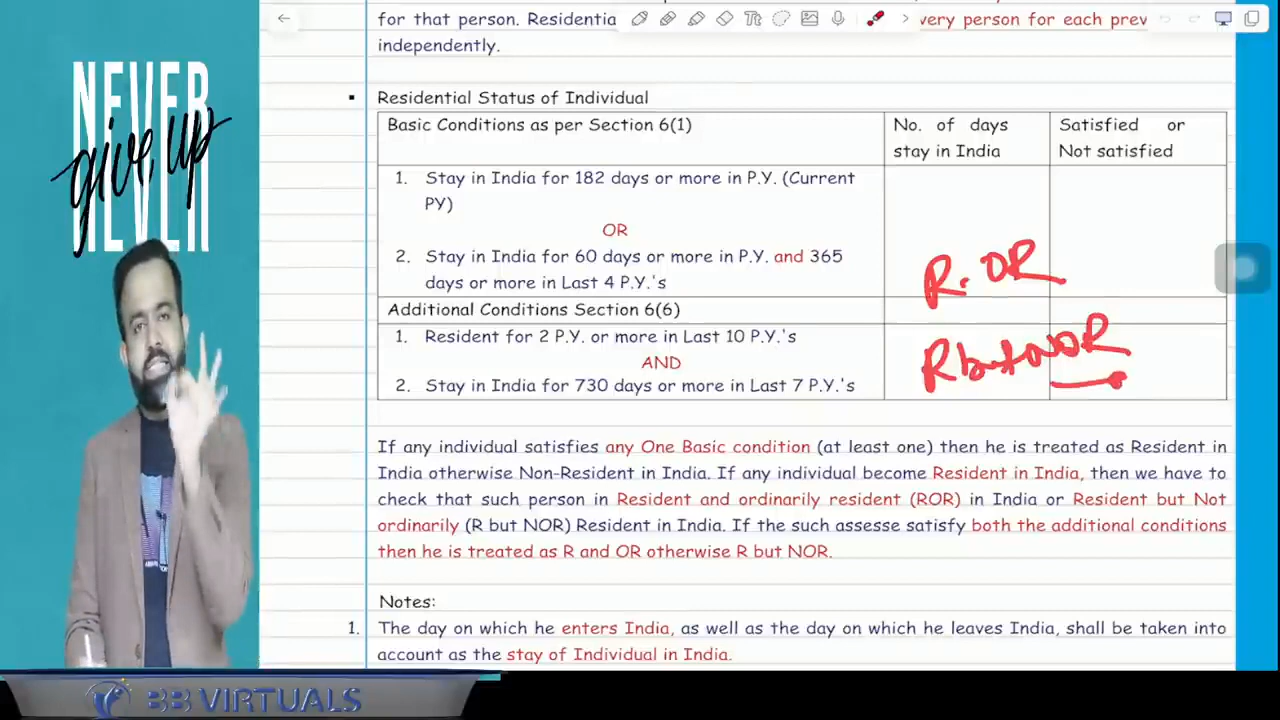 NEVER
give up
NEVER
for that person. Residentia
very person for each prev
independently.
▪ Residential Status of Individual
Basic Conditions as per Section 6(1)
No. of days
stay in India
Satisfied or
Not satisfied
1. Stay in India for 182 days or more in P.Y. (Current
PY)
OR
2. Stay in India for 60 days or more in P.Y. and 365
days or more in Last 4 P.Y.'s
R. OR
Additional Conditions Section 6(6)
1. Resident for 2 P.Y. or more in Last 10 P.Y.'s
AND
2. Stay in India for 730 days or more in Last 7 P.Y.'s
R but NOR
If any individual satisfies any One Basic condition (at least one) then he is treated as Resident in
India otherwise Non-Resident in India. If any individual become Resident in India, then we have to
check that such person in Resident and ordinarily resident (ROR) in India or Resident but Not
ordinarily (R but NOR) Resident in India. If the such assesse satisfy both the additional conditions
then he is treated as R and OR otherwise R but NOR.
Notes:
1. The day on which he enters India, as well as the day on which he leaves India, shall be taken into
account as the stay of Individual in India.
BB VIRTUALS